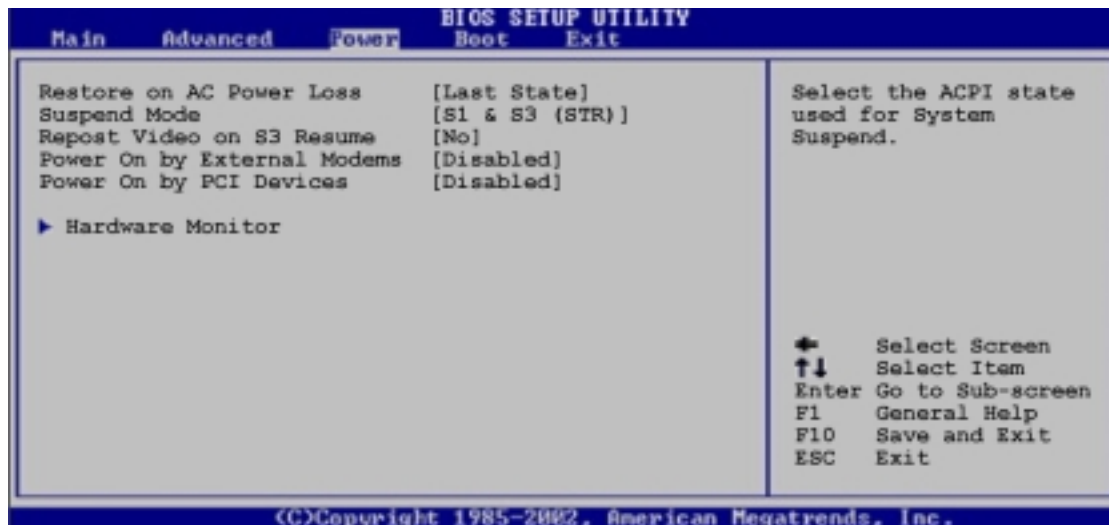 BIOS SETUP UTILITY
Main Advanced Power Boot Exit
Restore on AC Power Loss [Last State]
Suspend Mode [S1 & S3 (STR)]
Repost Video on S3 Resume [No]
Power On by External Modems [Disabled]
Power On by PCI Devices [Disabled]
Hardware Monitor
Select the ACPI state
used for System
Suspend.
Select Screen
↑↓ Select Item
Enter Go to Sub-screen
F1 General Help
F10 Save and Exit
ESC Exit
(C)Copyright 1985-2002, American Megatrends, Inc.